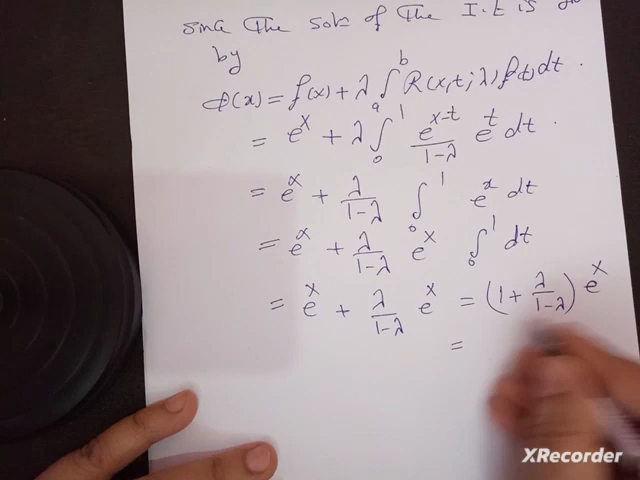 Since The soln of The I.E is
by
φ(x) = f(x) + λ ∫_a^b R(x,t;λ) f(t) dt.
= e^x + λ ∫_0^1 e^{x-t}/(1-λ) e^t dt.
= e^x + λ/(1-λ) ∫_0^1 e^x dt
= e^x + λ/(1-λ) e^x ∫_0^1 dt
= e^x + λ/(1-λ) e^x = (1 + λ/(1-λ)) e^x
=
XRecorder